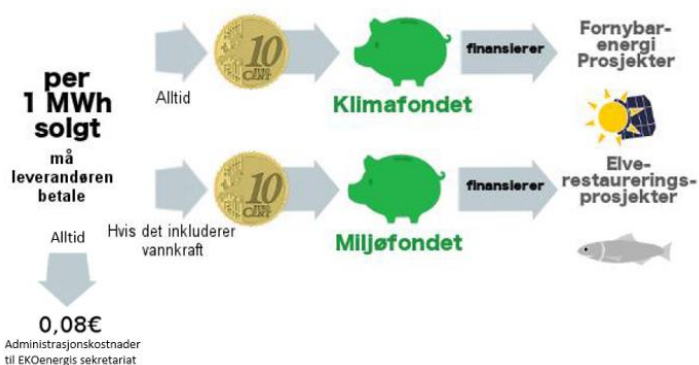 per
1 MWh
solgt
må
leverandøren
betale
Alltid
10
EURO
CENT
Klimafondet
finansierer
Fornybar-
energi
Prosjekter
Hvis det inkluderer
vannkraft
10
EURO
CENT
Miljøfondet
finansierer
Elve-
restaurerings-
prosjekter
Alltid
0,08€
Administrasjonskostnader
til EKOenergis sekretariat